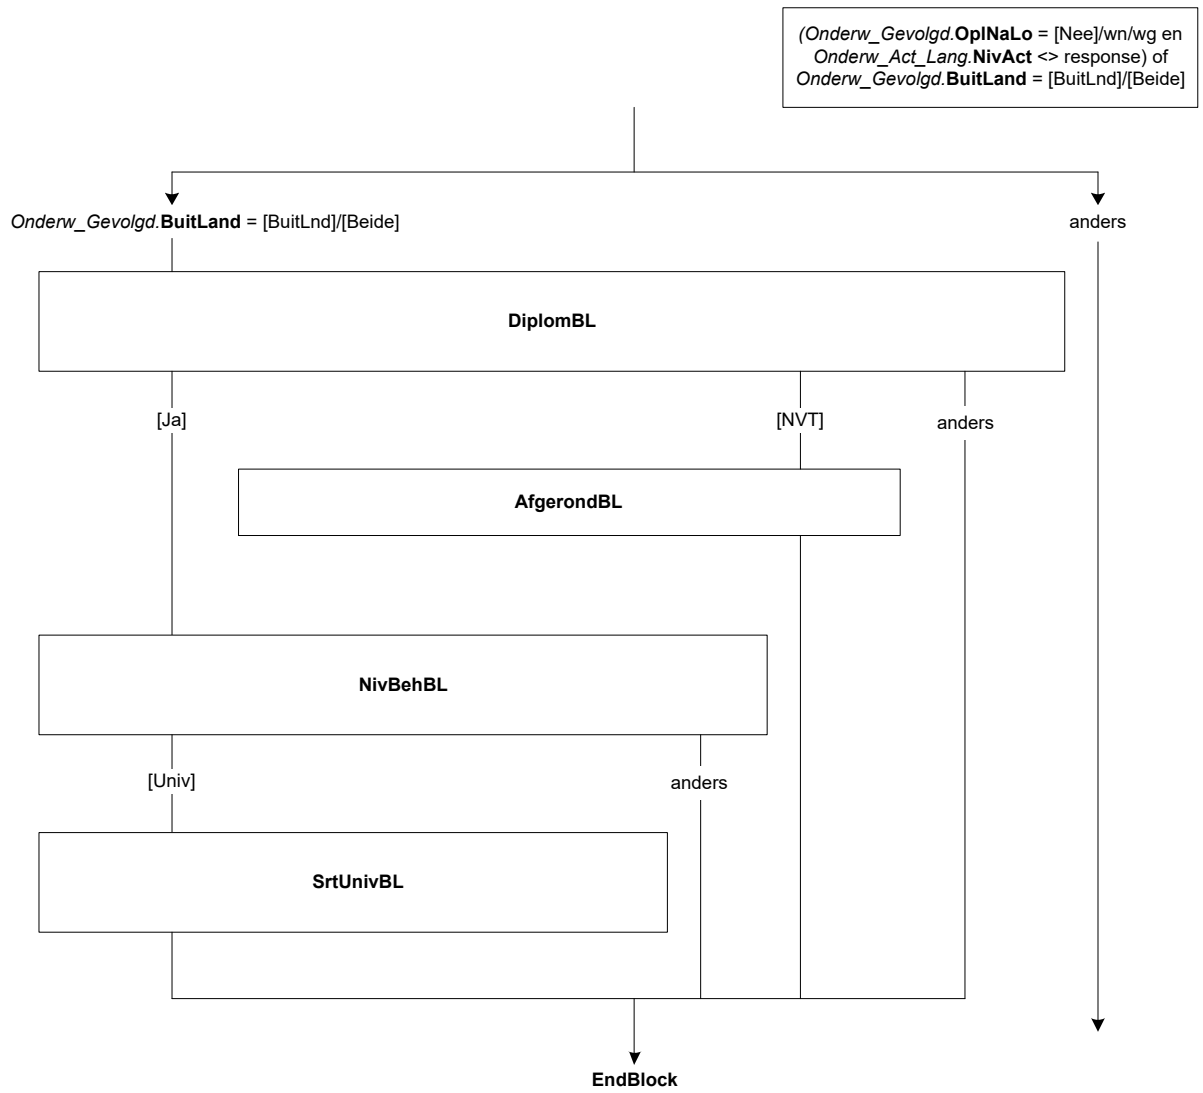 (Onderw_Gevolgd.OplNaLo = [Nee]/wn/wg en
Onderw_Act_Lang.NivAct <> response) of
Onderw_Gevolgd.BuitLand = [BuitLnd]/[Beide]
Onderw_Gevolgd.BuitLand = [BuitLnd]/[Beide]
anders
DiplomBL
[Ja]
[NVT]
anders
AfgerondBL
NivBehBL
[Univ]
anders
SrtUnivBL
EndBlock